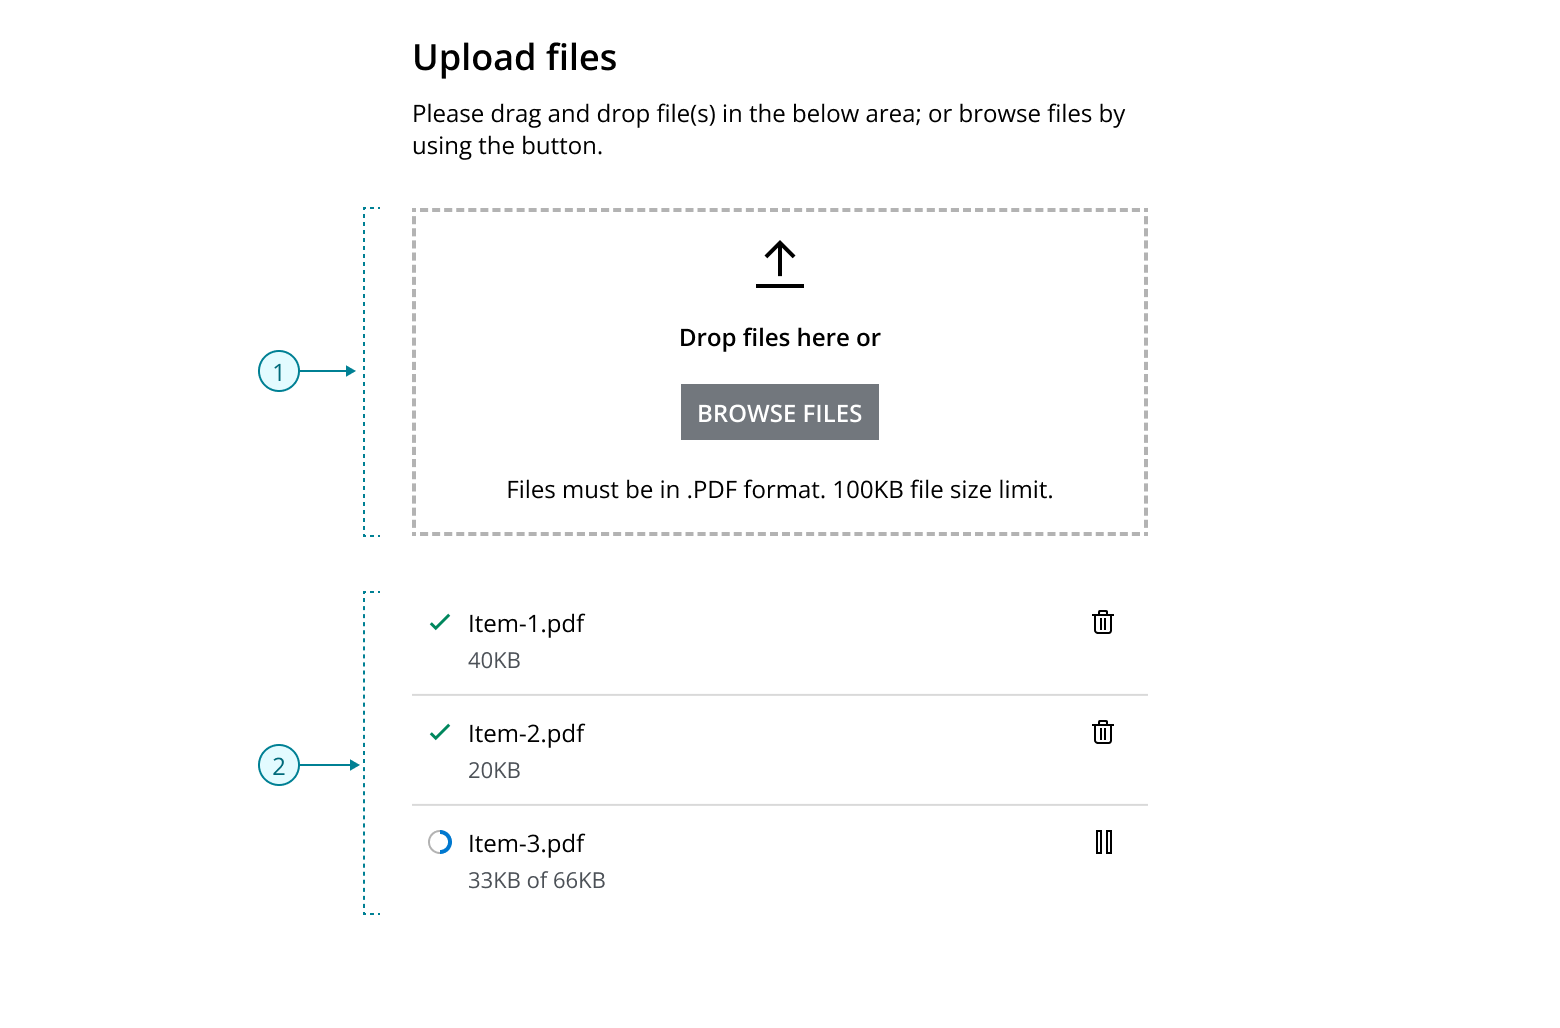 Upload files
Please drag and drop file(s) in the below area; or browse files by
using the button.
1
Drop files here or
BROWSE FILES
Files must be in .PDF format. 100KB file size limit.
2
Item-1.pdf
40KB
Item-2.pdf
20KB
Item-3.pdf
33KB of 66KB